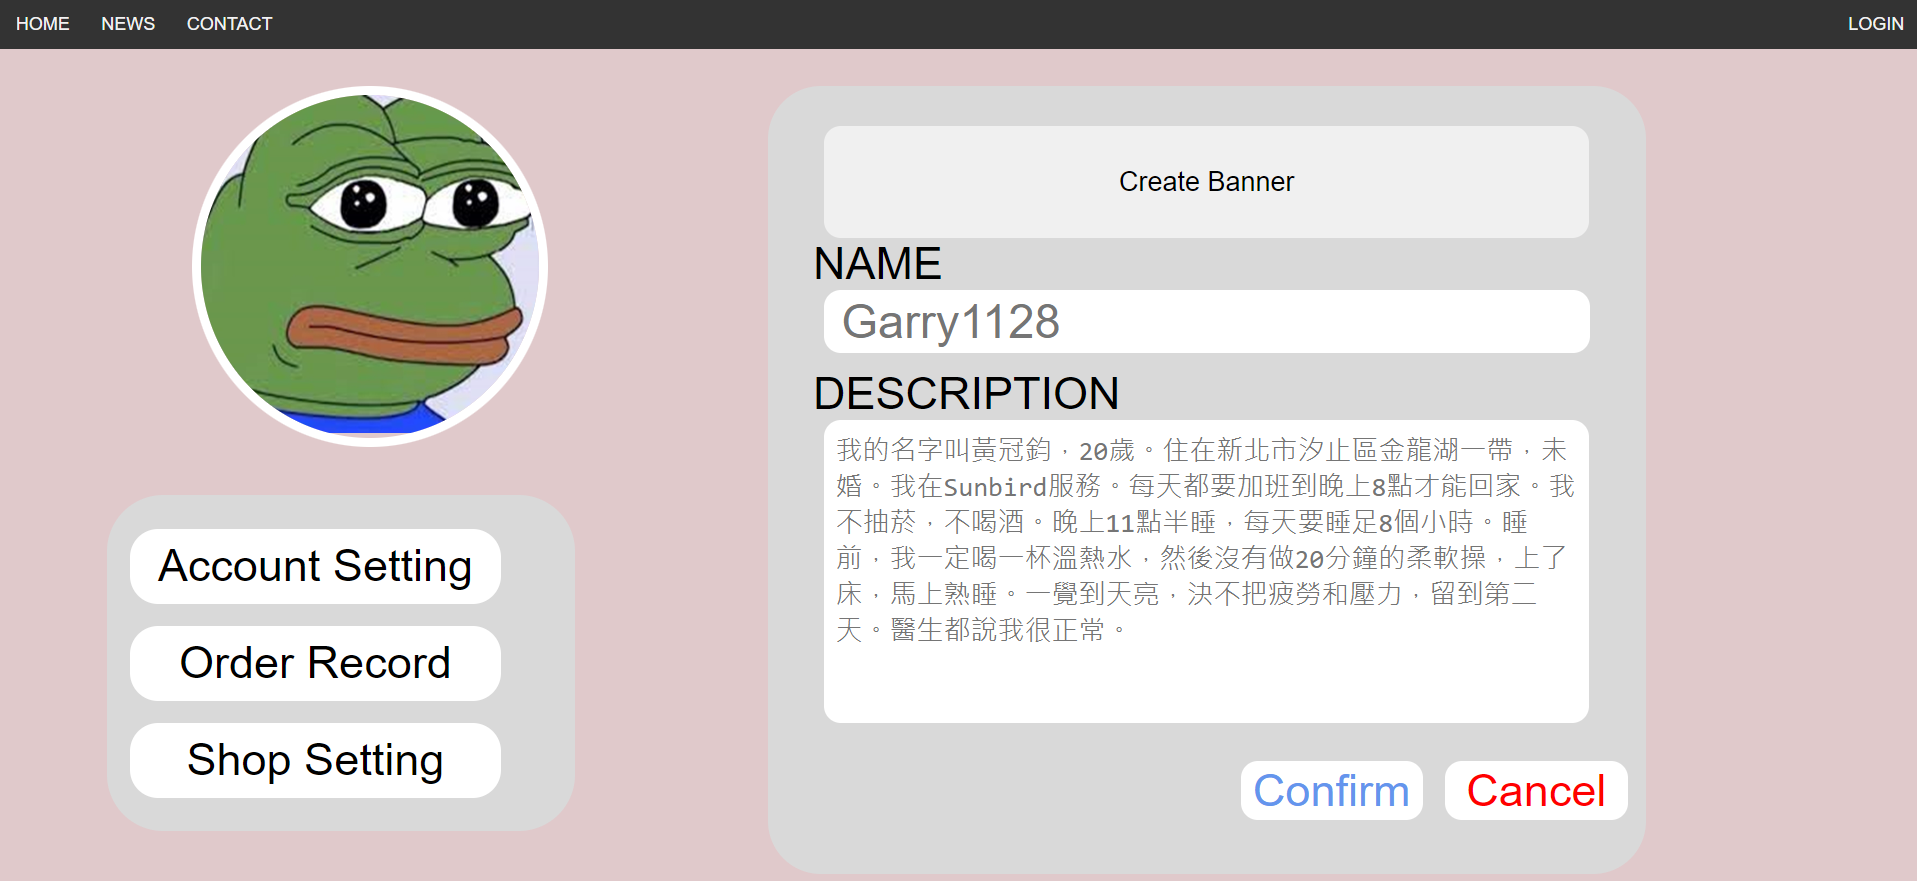 HOME NEWS CONTACT LOGIN
Create Banner
NAME
Garry1128
DESCRIPTION
我的名字叫黃冠鈞，20歲。住在新北市汐止區金龍湖一帶，未
婚。我在Sunbird服務。每天都要加班到晚上8點才能回家。我
不抽菸，不喝酒。晚上11點半睡，每天要睡足8個小時。睡
前，我一定喝一杯溫熱水，然後沒有做20分鐘的柔軟操，上了
床，馬上熟睡。一覺到天亮，決不把疲勞和壓力，留到第二
天。醫生都說我很正常。
Confirm Cancel
Account Setting
Order Record
Shop Setting